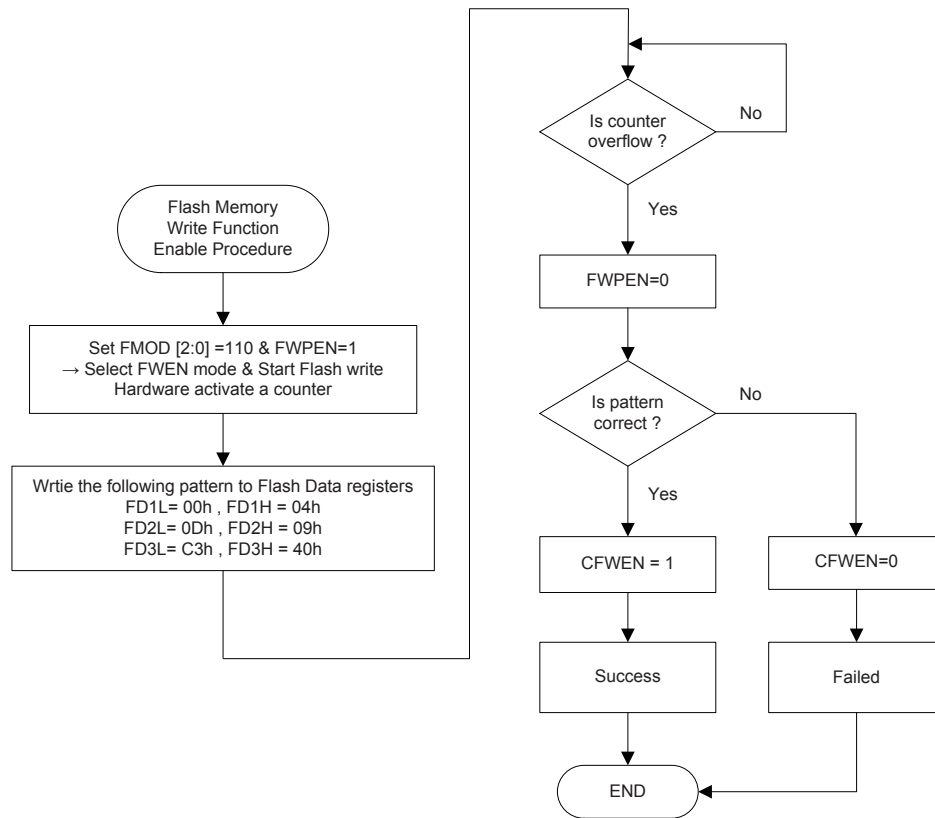 Flash Memory
Write Function
Enable Procedure
Set FMOD [2:0] =110 & FWPEN=1
→ Select FWEN mode & Start Flash write
Hardware activate a counter
Wrtie the following pattern to Flash Data registers
FD1L= 00h , FD1H = 04h
FD2L= 0Dh , FD2H = 09h
FD3L= C3h , FD3H = 40h
Is counter
overflow ?
No
Yes
FWPEN=0
Is pattern
correct ?
No
Yes
CFWEN = 1
CFWEN=0
Success
Failed
END